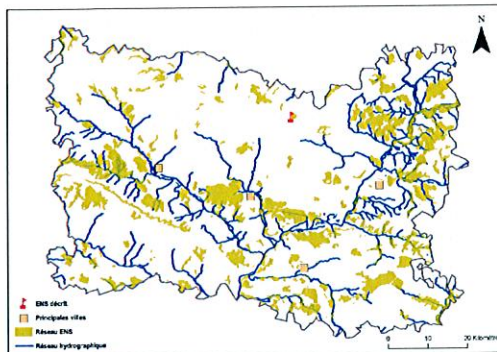 N
ENS décrit
Principales villes
Réseau ENS
Réseau hydrographique
0 10 20 Kilomètres